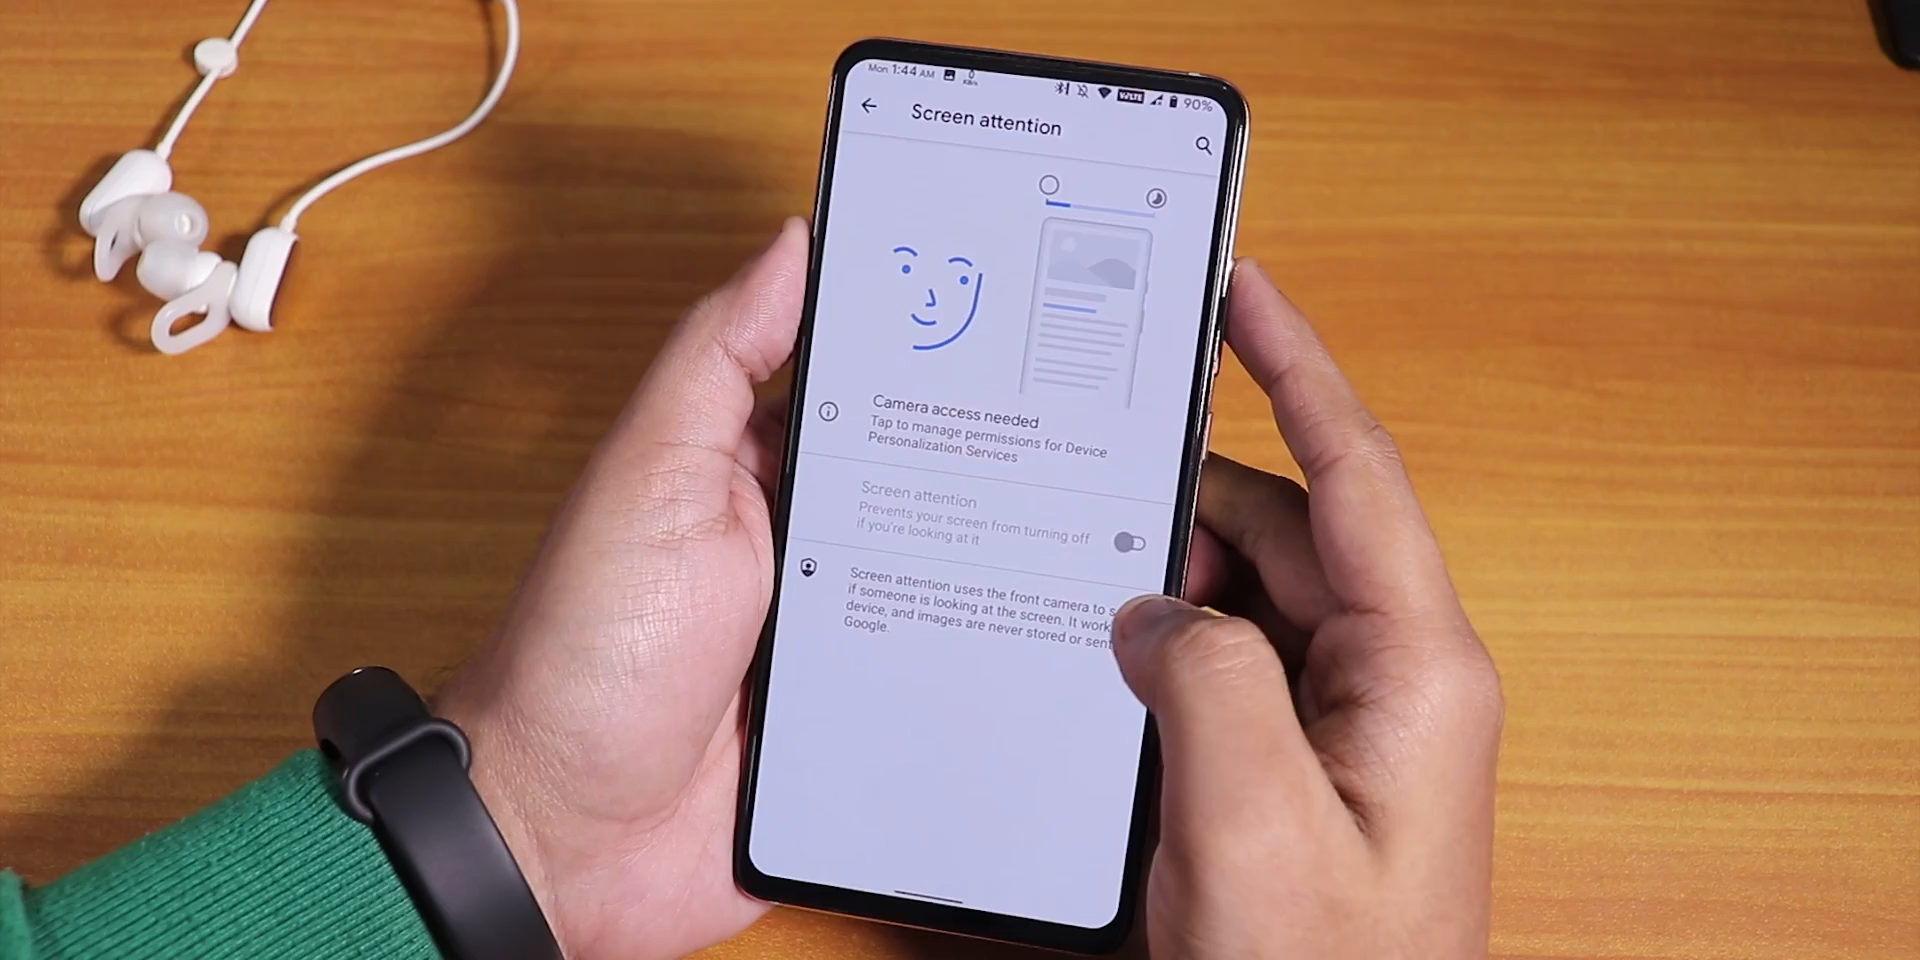 Mon 1:44 AM 0 KB/s VoLTE 90%
Screen attention
Camera access needed
Tap to manage permissions for Device
Personalization Services
Screen attention
Prevents your screen from turning off
if you're looking at it
Screen attention uses the front camera to s
if someone is looking at the screen. It work
device, and images are never stored or sent
Google.